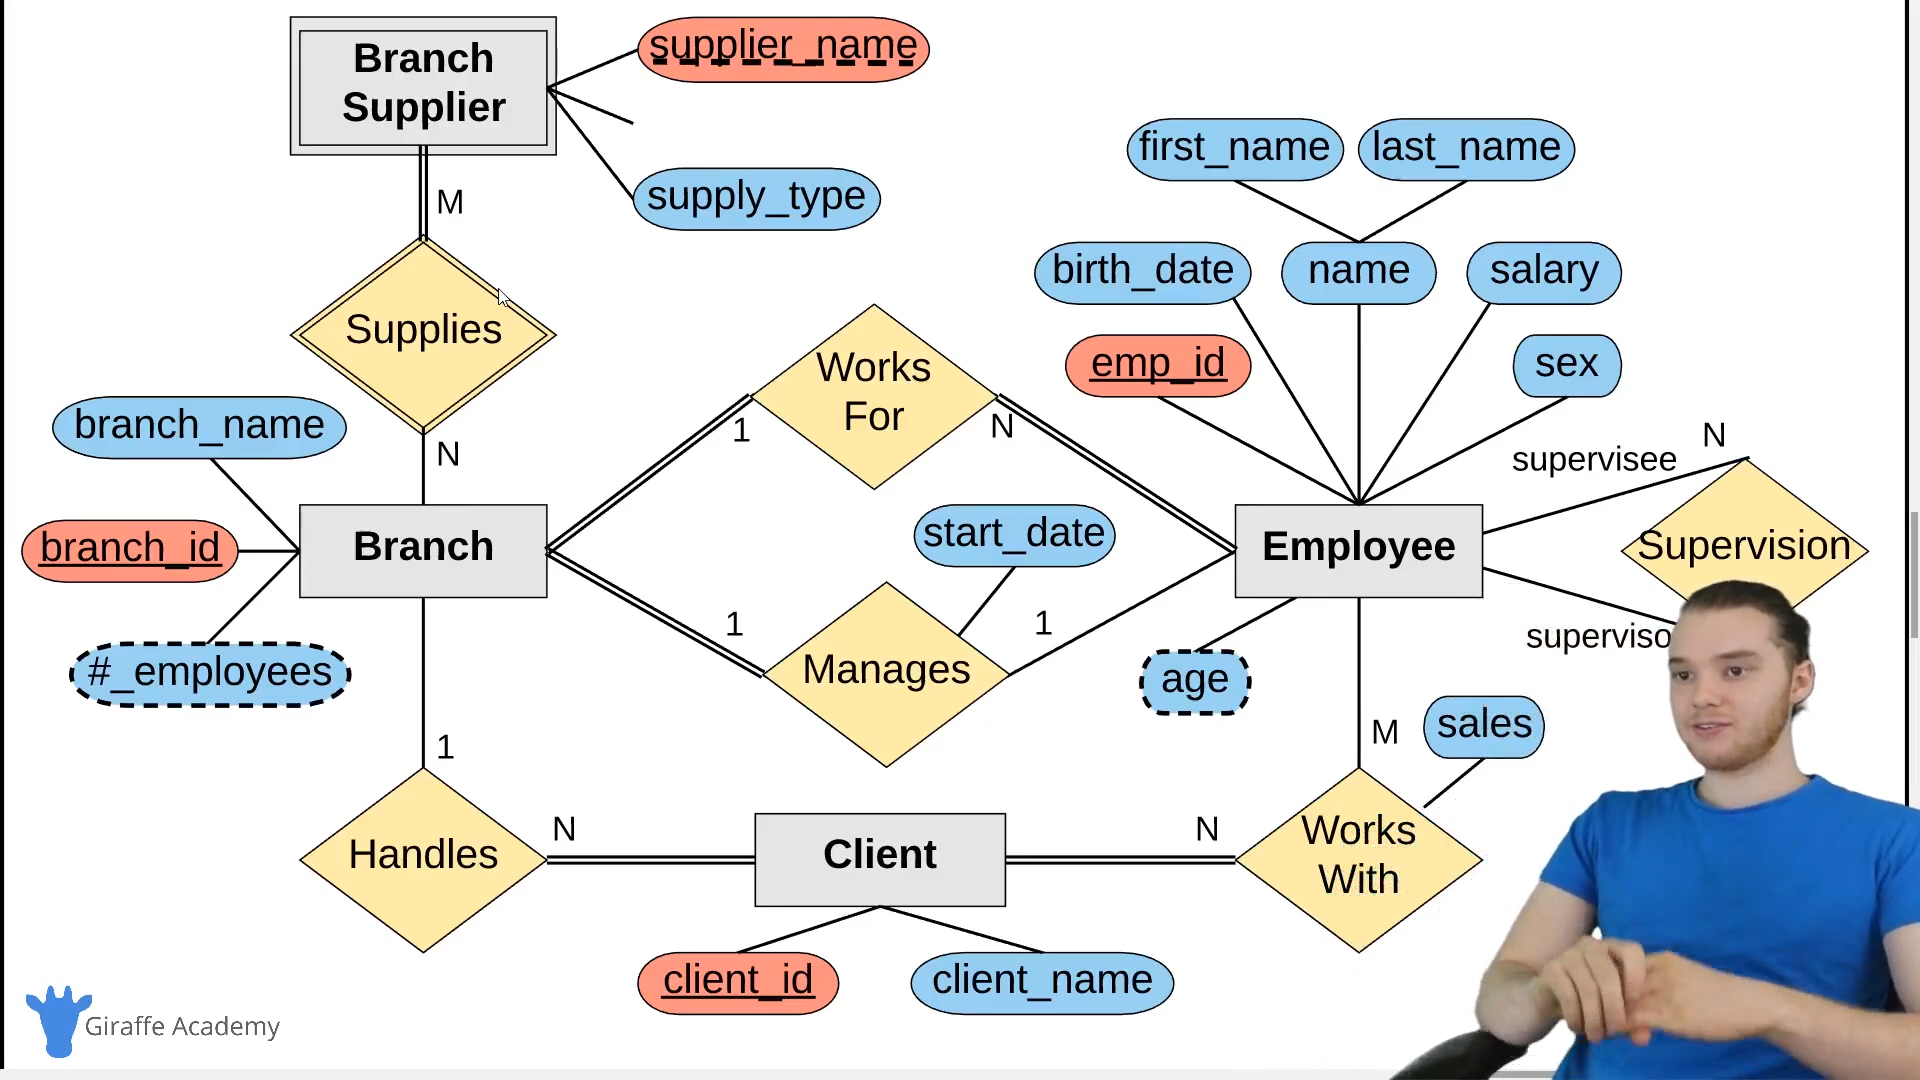 Branch
Supplier
supplier_name
supply_type
M
Supplies
N
first_name
last_name
birth_date
name
salary
emp_id
sex
Works
For
1
N
branch_name
branch_id
Branch
#_employees
start_date
1
Manages
1
Employee
supervisee
N
Supervision
superviso
age
M
sales
1
Handles
N
Client
N
Works
With
client_id
client_name
Giraffe Academy